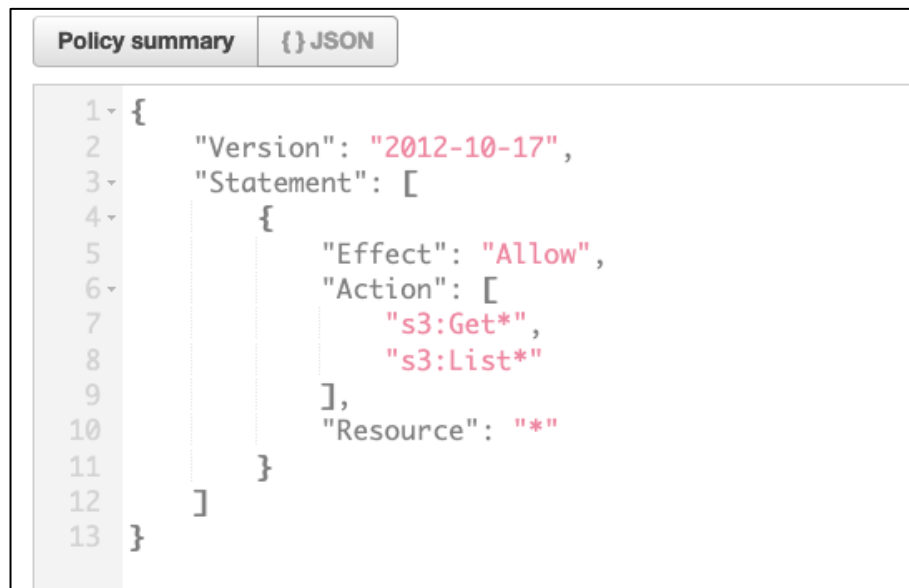 Policy summary { } JSON
1 {
2 "Version": "2012-10-17",
3 "Statement": [
4 {
5 "Effect": "Allow",
6 "Action": [
7 "s3:Get*",
8 "s3:List*"
9 ],
10 "Resource": "*"
11 }
12 ]
13 }